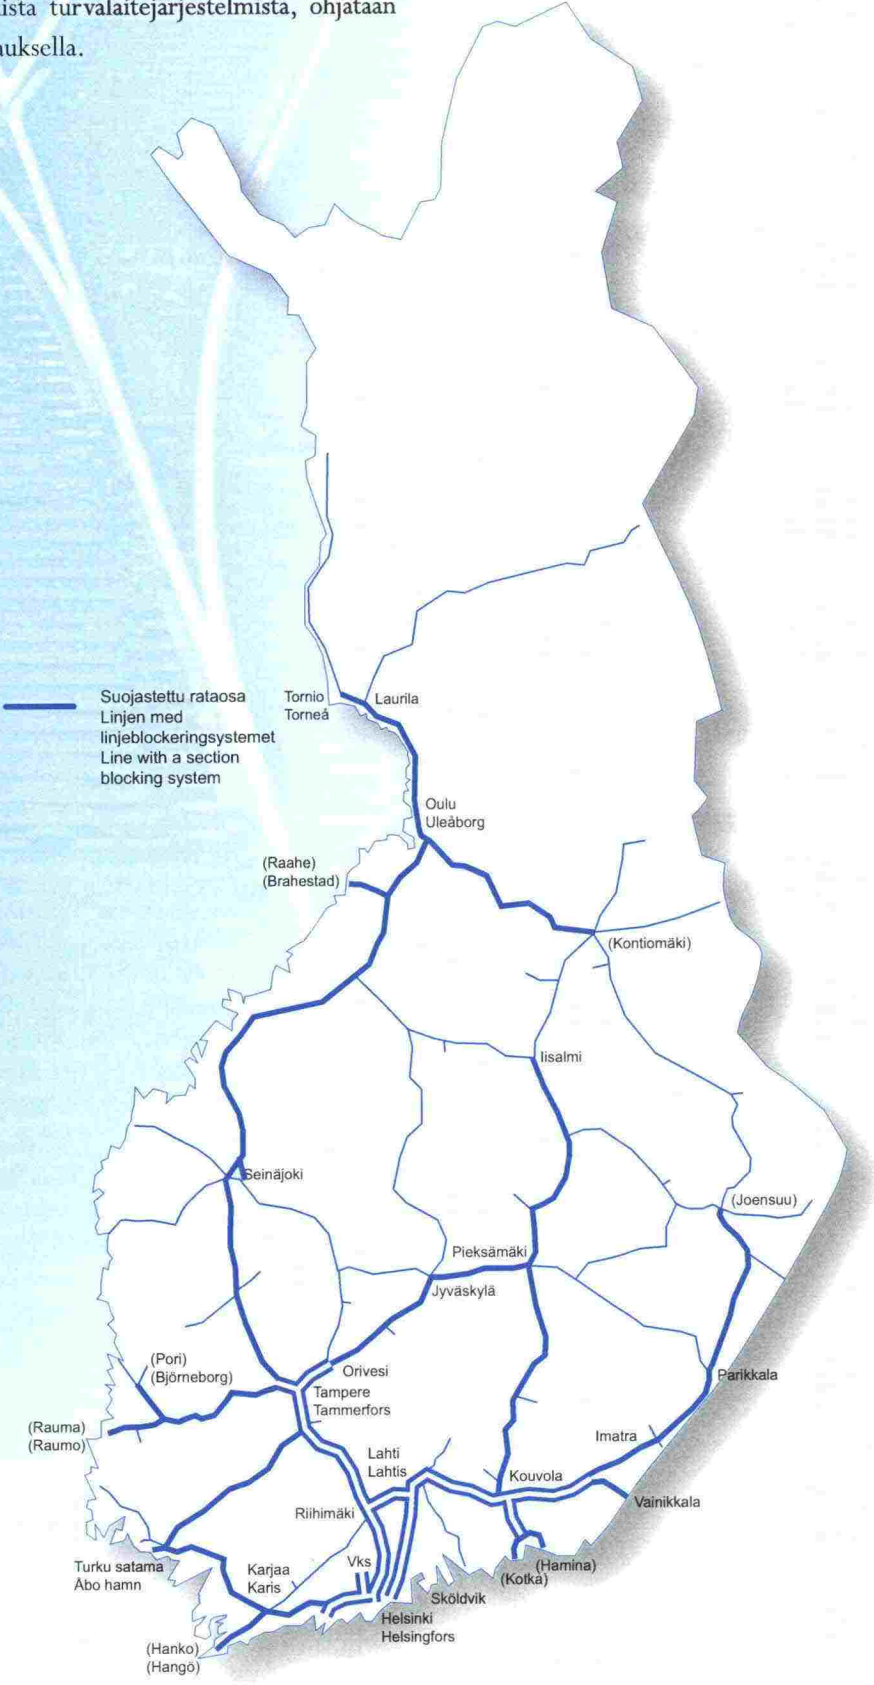 turvalaitejärjestelmistä, ohjataan
Suojastettu rataosa
Linjen med
linjeblockeringsystemet
Line with a section
blocking system
Tornio
Torneå
Laurila
Oulu
Uleåborg
(Raahe)
(Brahestad)
(Kontiomäki)
Iisalmi
Seinäjoki
(Joensuu)
Pieksämäki
Jyväskylä
(Pori)
(Björneborg)
Orivesi
Tampere
Tammerfors
Parikkala
(Rauma)
(Raumo)
Imatra
Lahti
Lahtis
Kouvola
Vainikkala
Riihimäki
Turku satama
Åbo hamn
Karjaa
Karis
Vks
(Hamina)
(Kotka)
Sköldvik
Helsinki
Helsingfors
(Hanko)
(Hangö)